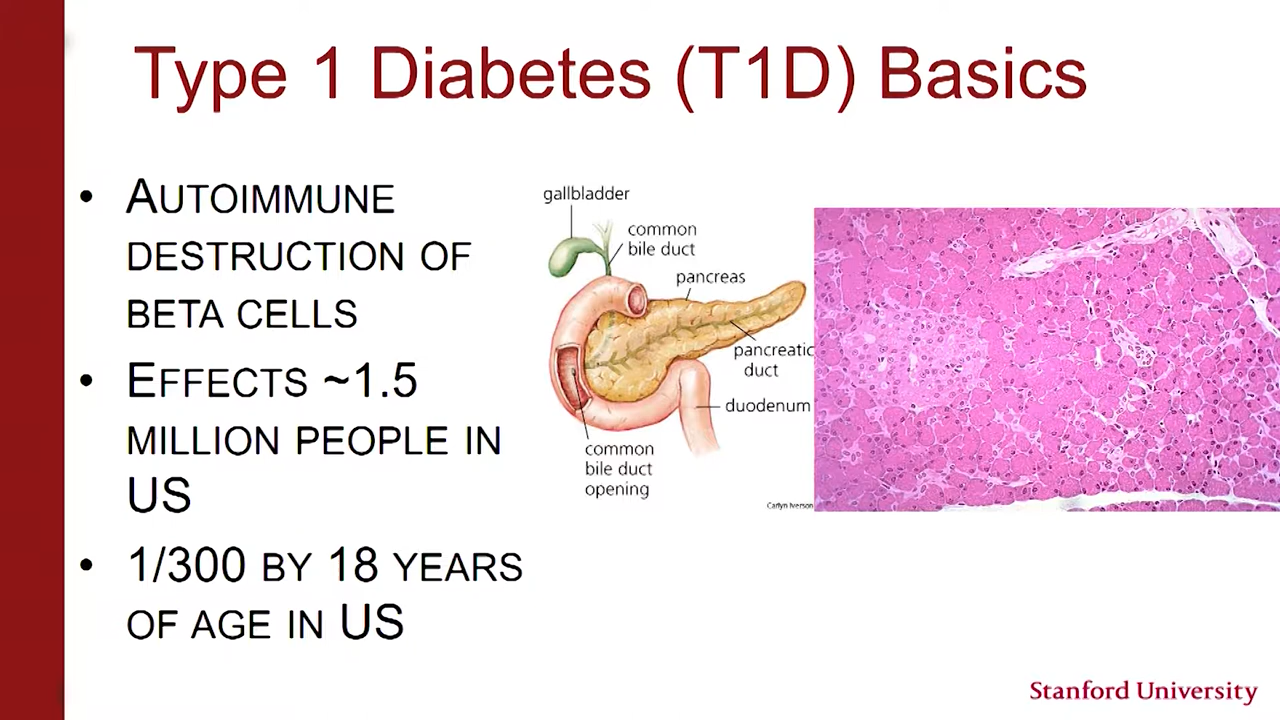 Type 1 Diabetes (T1D) Basics
• AUTOIMMUNE
DESTRUCTION OF
BETA CELLS
• EFFECTS ~1.5
MILLION PEOPLE IN
US
• 1/300 BY 18 YEARS
OF AGE IN US
gallbladder
common
bile duct
pancreas
pancreatic
duct
duodenum
common
bile duct
opening
Carlyn Iverson
Stanford University